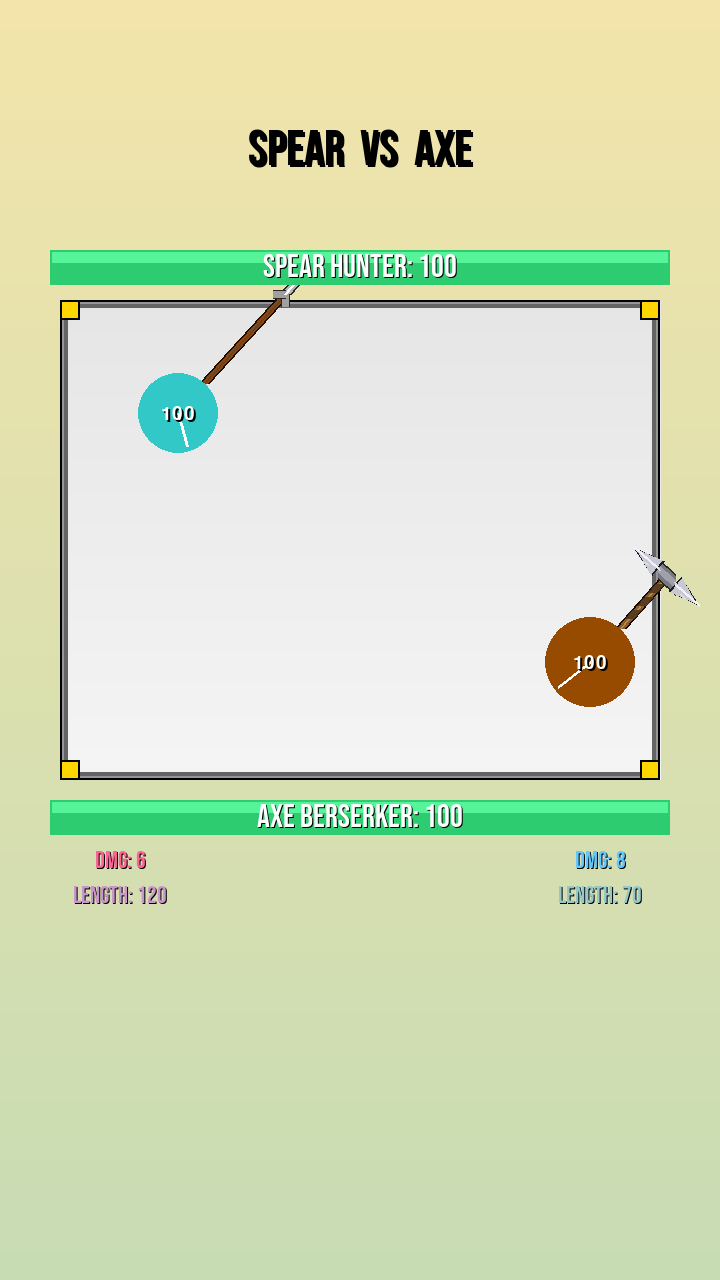 SPEAR VS AXE
SPEAR HUNTER: 100
100
100
AXE BERSERKER: 100
DMG: 6
DMG: 8
LENGTH: 120
LENGTH: 70